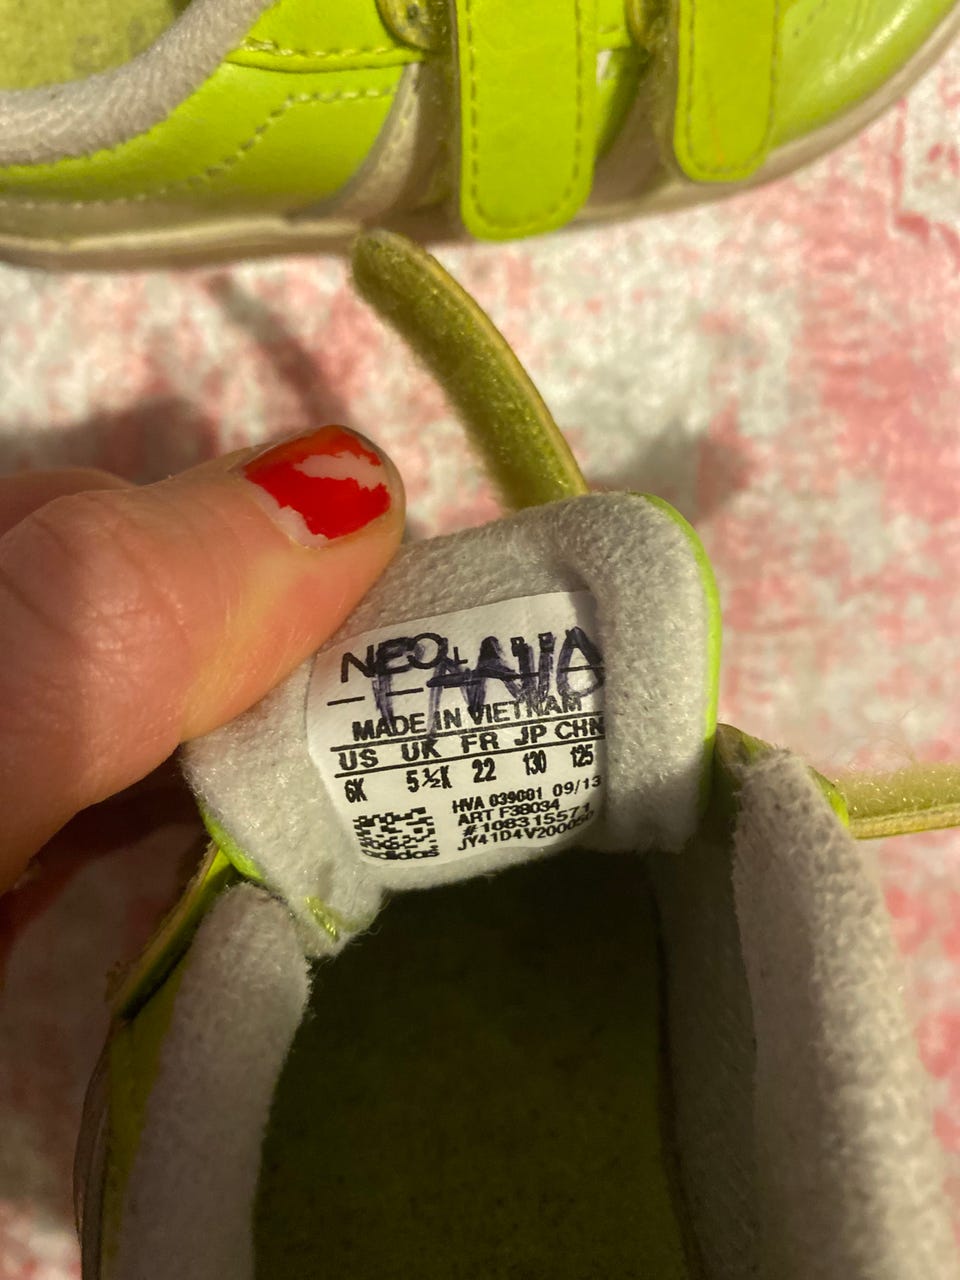 NEO
MADE IN VIETNAM
US UK FR JP CHN
6K 5½K 22 130 125
HVA 039001 09/13
ART F38034
#108315571
JY41D4V2000
adidas